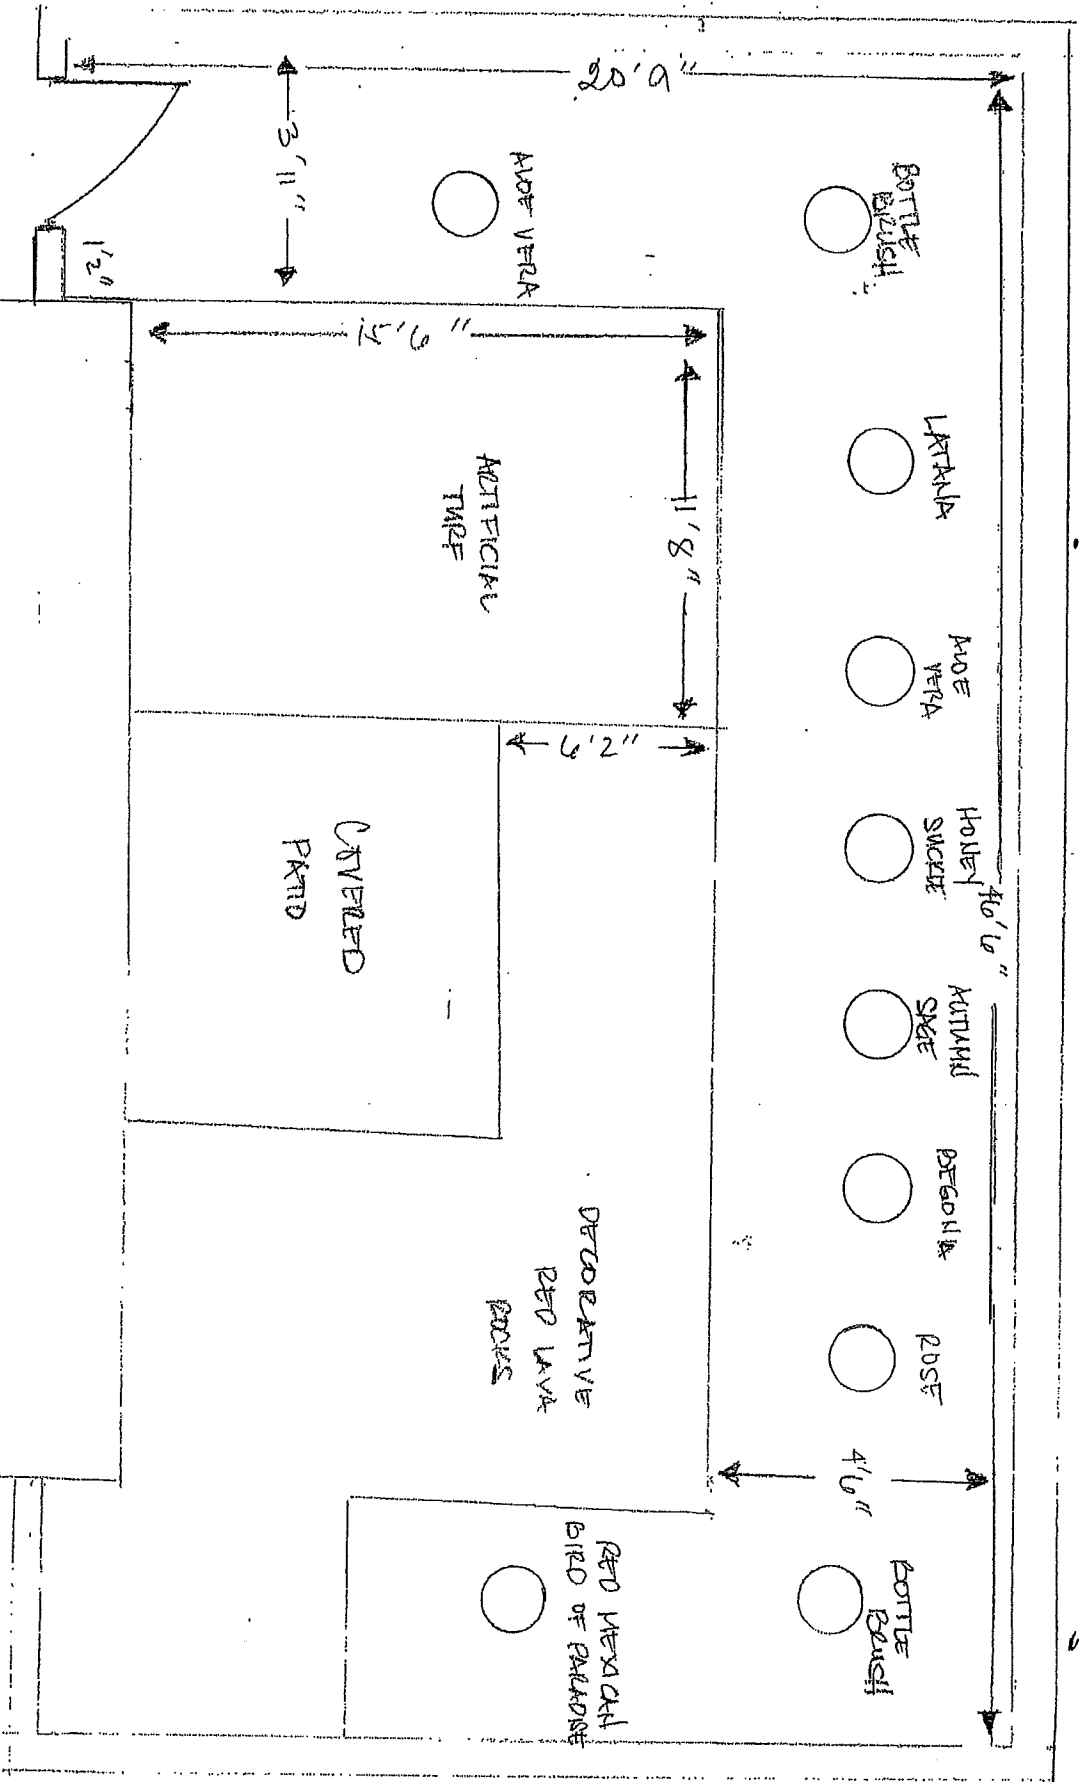 20'9"
3'11"
1'2"
ALOE VERA
BOTTLE
BRUSH
15'6"
11'8"
ARTIFICIAL
TURF
LATANA
ALOE
VERA
6'2"
COVERED
PATIO
HONEY
SUCKLE
46'6"
AUTUMN
SAGE
BEGONIA
DECORATIVE
RED LAVA
ROCKS
ROSE
4'6"
BOTTLE
BRUSH
RED MEXICAN
BIRD OF PARADISE